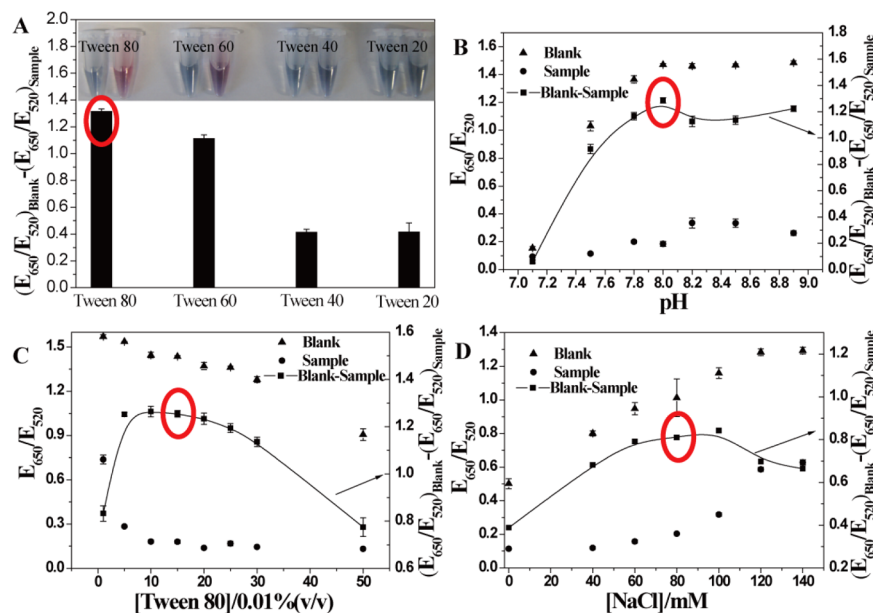 A
(E650/E520)Blank-(E650/E520)Sample
2.0
1.8
1.6
1.4
1.2
1.0
0.8
0.6
0.4
0.2
0.0
Tween 80 Tween 60 Tween 40 Tween 20
Tween 80 Tween 60 Tween 40 Tween 20
B
E650/E520
1.6
1.4
1.2
1.0
0.8
0.6
0.4
0.2
0.0
Blank
Sample
Blank-Sample
1.8
1.6
1.4
1.2
1.0
0.8
0.6
0.4
0.2
0.0
(E650/E520)Blank-(E650/E520)Sample
7.0 7.2 7.4 7.6 7.8 8.0 8.2 8.4 8.6 8.8 9.0
pH
C
E650/E520
1.5
1.2
0.9
0.6
0.3
0.0
Blank
Sample
Blank-Sample
1.6
1.4
1.2
1.0
0.8
0.6
(E650/E520)Blank-(E650/E520)Sample
0 10 20 30 40 50
[Tween 80]/0.01%(v/v)
D
E650/E520
1.4
1.2
1.0
0.8
0.6
0.4
0.2
0.0
Blank
Sample
Blank-Sample
1.2
1.0
0.8
0.6
0.4
0.2
(E650/E520)Blank-(E650/E520)Sample
0 20 40 60 80 100 120 140
[NaCl]/mM